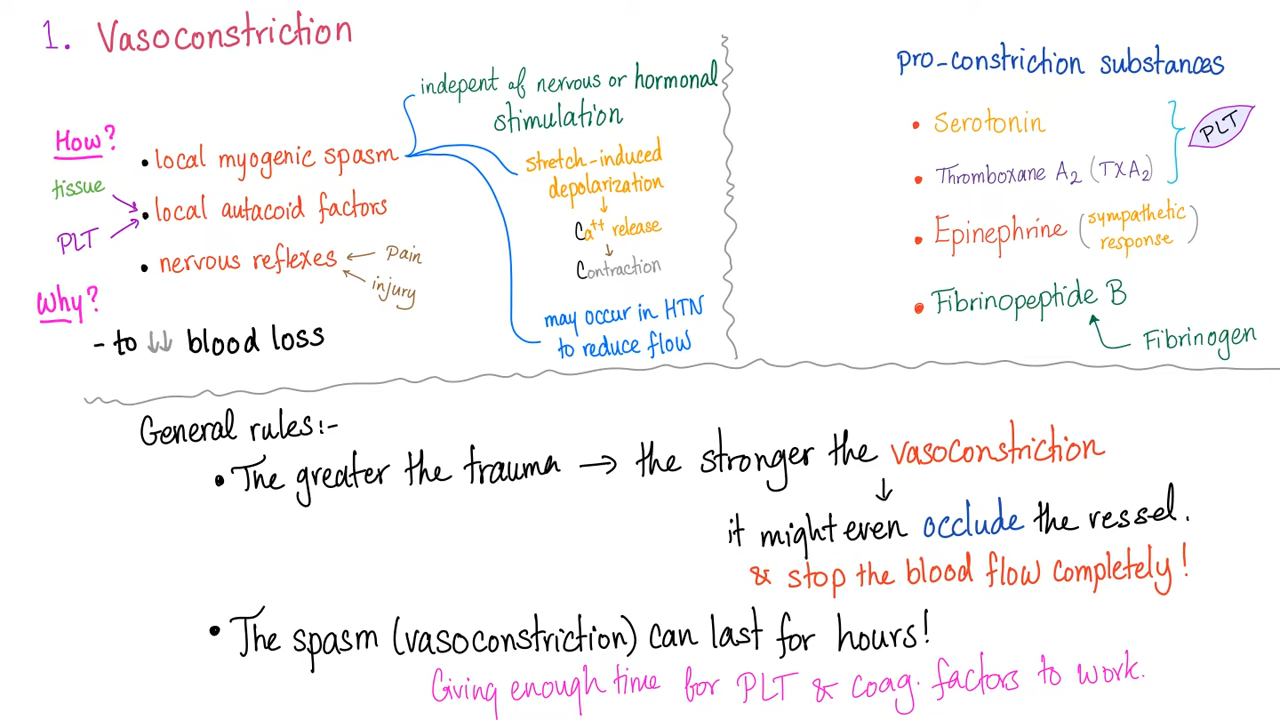 1. Vasoconstriction
How?
• local myogenic spasm
indepent of nervous or hormonal
stimulation
stretch-induced
depolarization
↓
Ca++ release
↓
Contraction
may occur in HTN
to reduce flow
tissue
PLT
• local autacoid factors
• nervous reflexes ← Pain
injury
Why?
- to ↓↓ blood loss
pro-constriction substances
• Serotonin
• Thromboxane A2 (TXA2)
PLT
• Epinephrine (sympathetic
response)
• Fibrinopeptide B
Fibrinogen
General rules:-
• The greater the trauma → the stronger the vasoconstriction
↓
it might even occlude the vessel.
& stop the blood flow completely!
• The spasm (vasoconstriction) can last for hours!
Giving enough time for PLT & coag. factors to work.